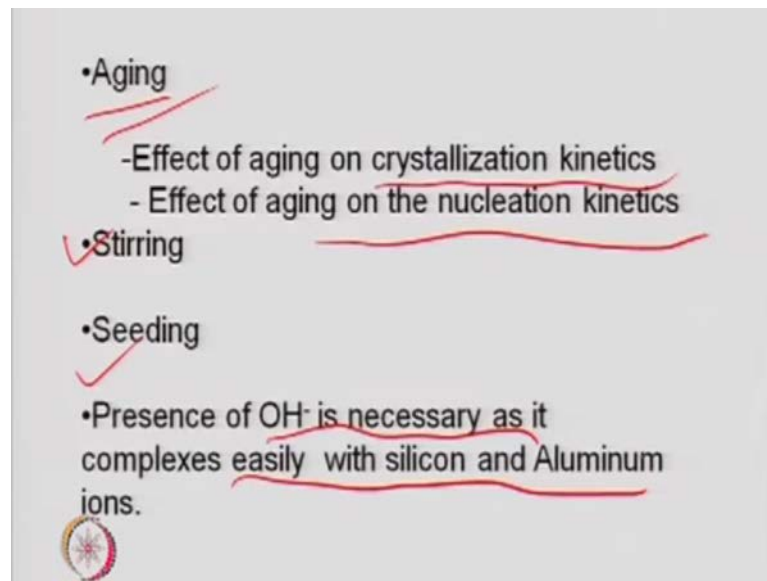 •Aging
-Effect of aging on crystallization kinetics
- Effect of aging on the nucleation kinetics
•Stirring
•Seeding
•Presence of OH⁻ is necessary as it
complexes easily with silicon and Aluminum
ions.